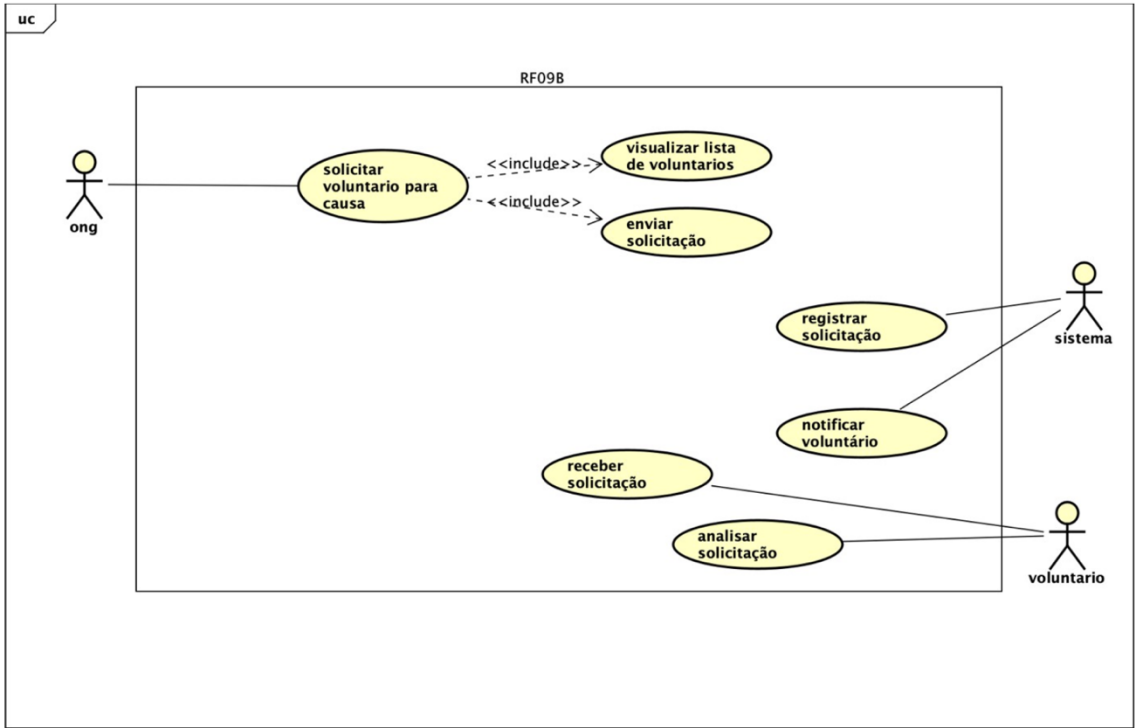 uc
RF09B
solicitar
voluntario para
causa
<<include>>
visualizar lista
de voluntarios
<<include>>
enviar
solicitação
ong
registrar
solicitação
sistema
notificar
voluntário
receber
solicitação
analisar
solicitação
voluntario